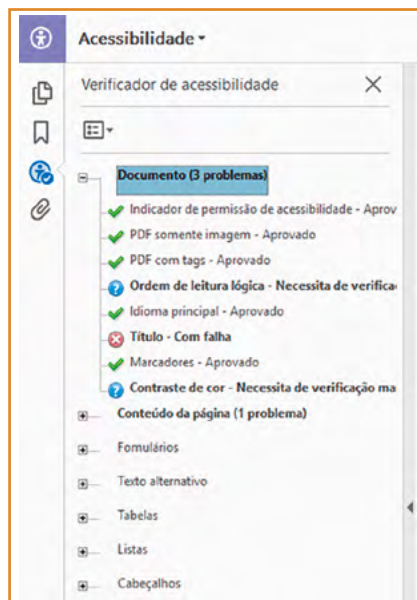 Acessibilidade
Verificador de acessibilidade
Documento (3 problemas)
Indicador de permissão de acessibilidade - Aprov
PDF somente imagem - Aprovado
PDF com tags - Aprovado
Ordem de leitura lógica - Necessita de verifica
Idioma principal - Aprovado
Título - Com falha
Marcadores - Aprovado
Contraste de cor - Necessita de verificação ma
Conteúdo da página (1 problema)
Fomulários
Texto alternativo
Tabelas
Listas
Cabeçalhos